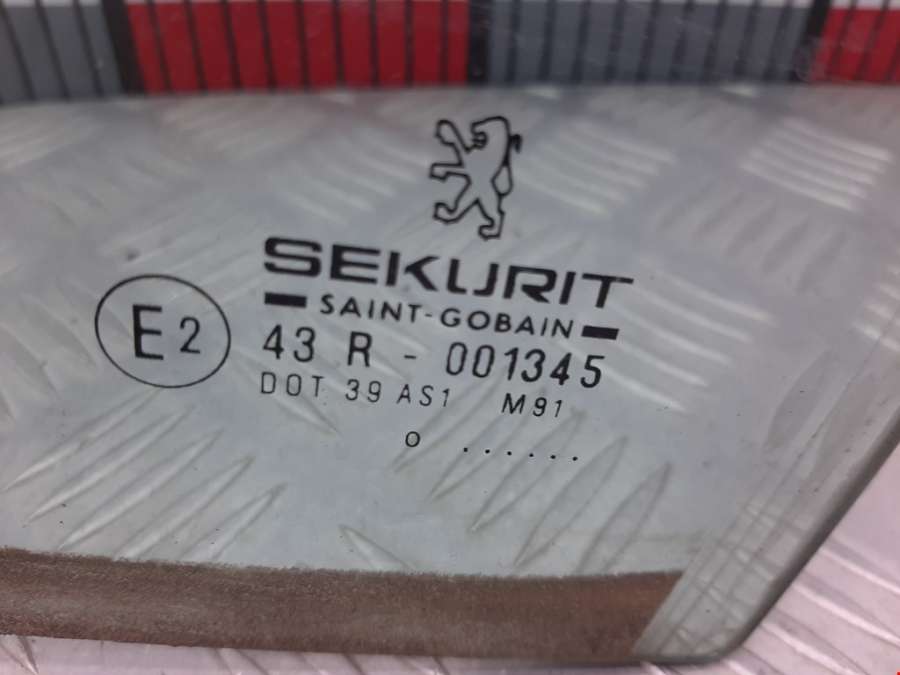 SEKURIT
SAINT-GOBAIN
E2
43 R - 001345
DOT 39 AS1 M91
o ......